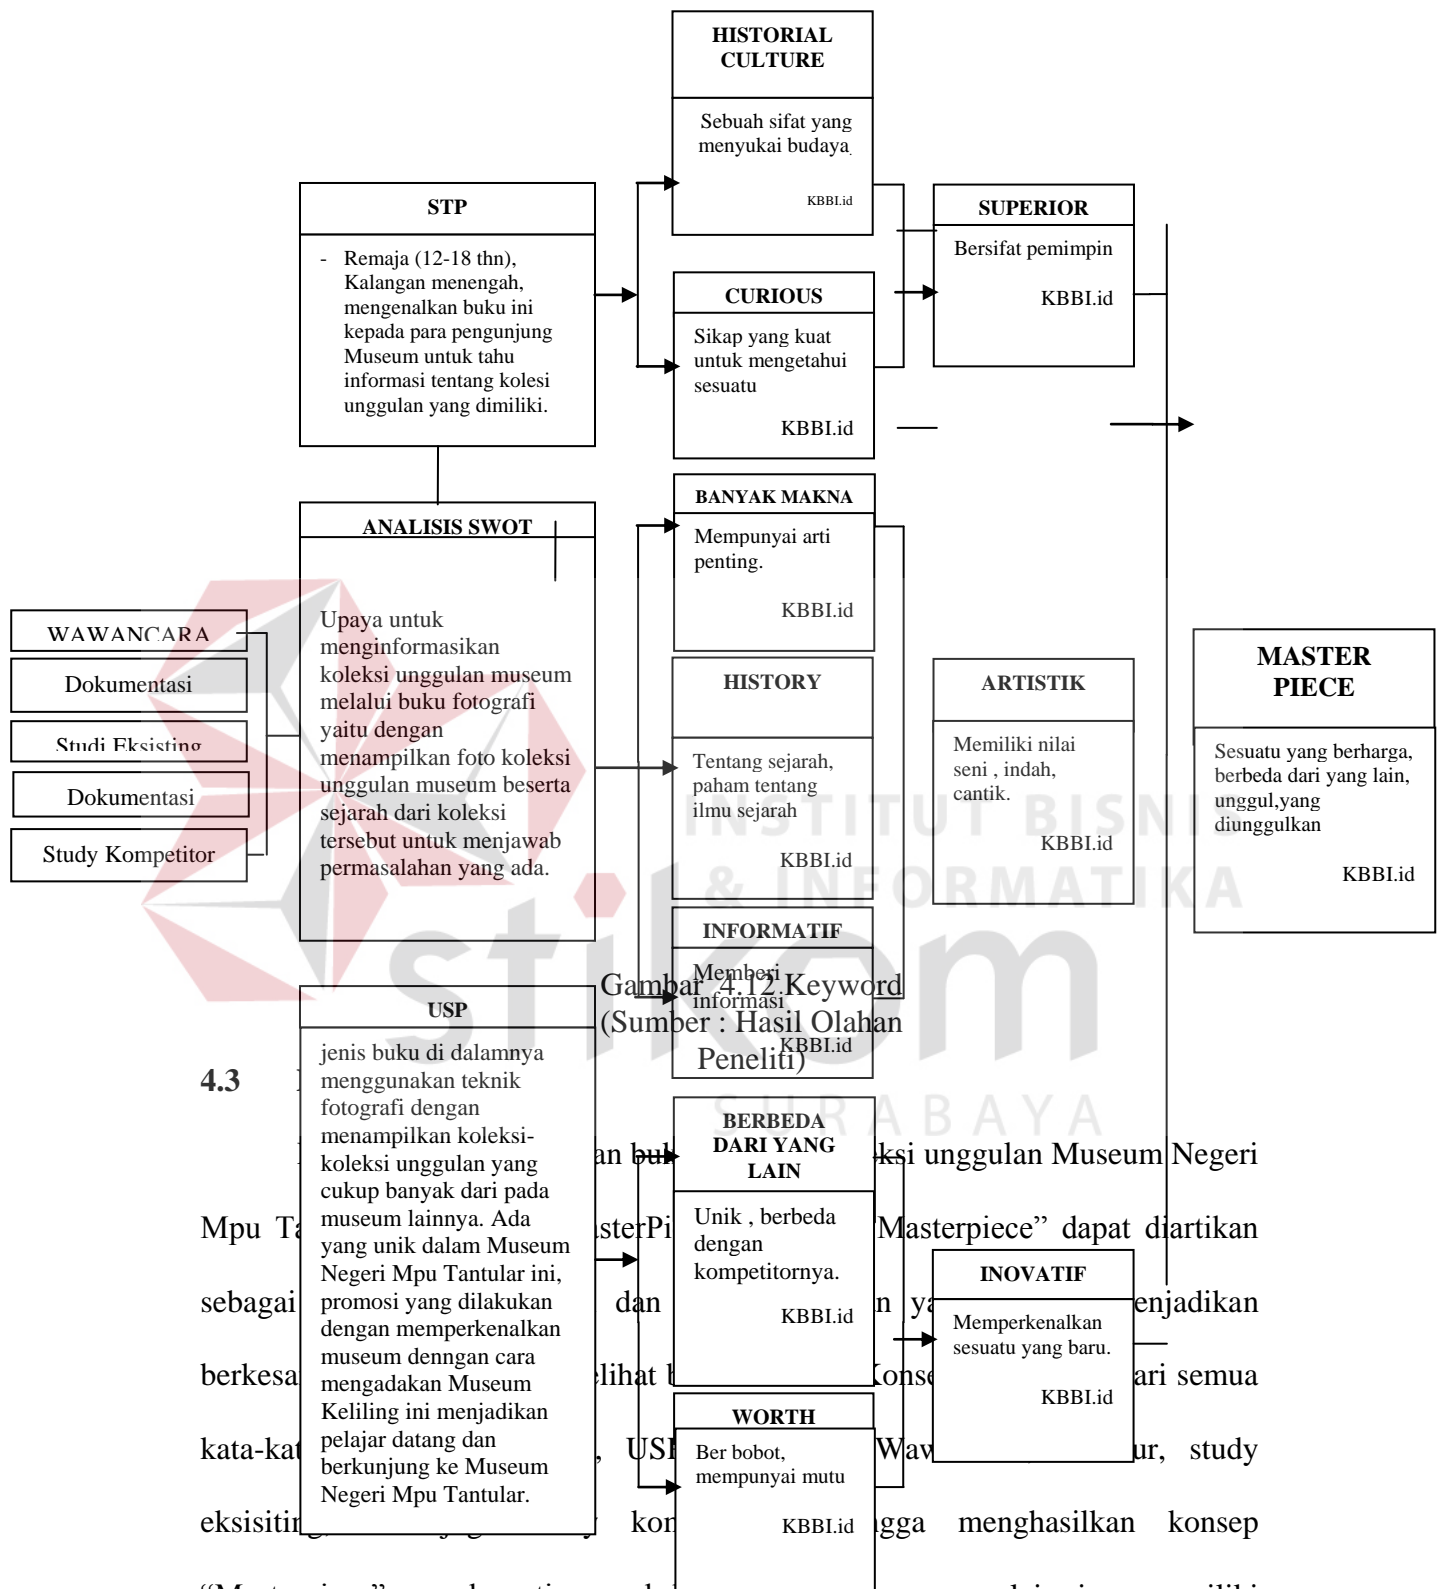 HISTORIAL
CULTURE
Sebuah sifat yang
menyukai budaya
KBBI.id
STP
- Remaja (12-18 thn),
Kalangan menengah,
mengenalkan buku ini
kepada para pengunjung
Museum untuk tahu
informasi tentang kolesi
unggulan yang dimiliki.
CURIOUS
Sikap yang kuat
untuk mengetahui
sesuatu
KBBI.id
SUPERIOR
Bersifat pemimpin
KBBI.id
WAWANCARA
Dokumentasi
Studi Eksisting
Dokumentasi
Study Kompetitor
ANALISIS SWOT
Upaya untuk
menginformasikan
koleksi unggulan museum
melalui buku fotografi
yaitu dengan
menampilkan foto koleksi
unggulan museum beserta
sejarah dari koleksi
tersebut untuk menjawab
permasalahan yang ada.
BANYAK MAKNA
Mempunyai arti
penting.
KBBI.id
HISTORY
Tentang sejarah,
paham tentang
ilmu sejarah
KBBI.id
INFORMATIF
Memberi
informasi
KBBI.id
ARTISTIK
Memiliki nilai
seni , indah,
cantik.
KBBI.id
MASTER
PIECE
Sesuatu yang berharga,
berbeda dari yang lain,
unggul,yang
diunggulkan
KBBI.id
INSTITUT BISNIS
& INFORMATIKA
stikom
SURABAYA
Gambar 4.12 Keyword
(Sumber : Hasil Olahan
Peneliti)
USP
jenis buku di dalamnya
menggunakan teknik
fotografi dengan
menampilkan koleksi-
koleksi unggulan yang
cukup banyak dari pada
museum lainnya. Ada
yang unik dalam Museum
Negeri Mpu Tantular ini,
promosi yang dilakukan
dengan memperkenalkan
museum denngan cara
mengadakan Museum
Keliling ini menjadikan
pelajar datang dan
berkunjung ke Museum
Negeri Mpu Tantular.
BERBEDA
DARI YANG
LAIN
Unik , berbeda
dengan
kompetitornya.
KBBI.id
WORTH
Ber bobot,
mempunyai mutu
KBBI.id
INOVATIF
Memperkenalkan
sesuatu yang baru.
KBBI.id
4.3
unggulan Museum Negeri
Mpu "Masterpiece" dapat diartikan
sebagai dan
semua
study
menghasilkan konsep